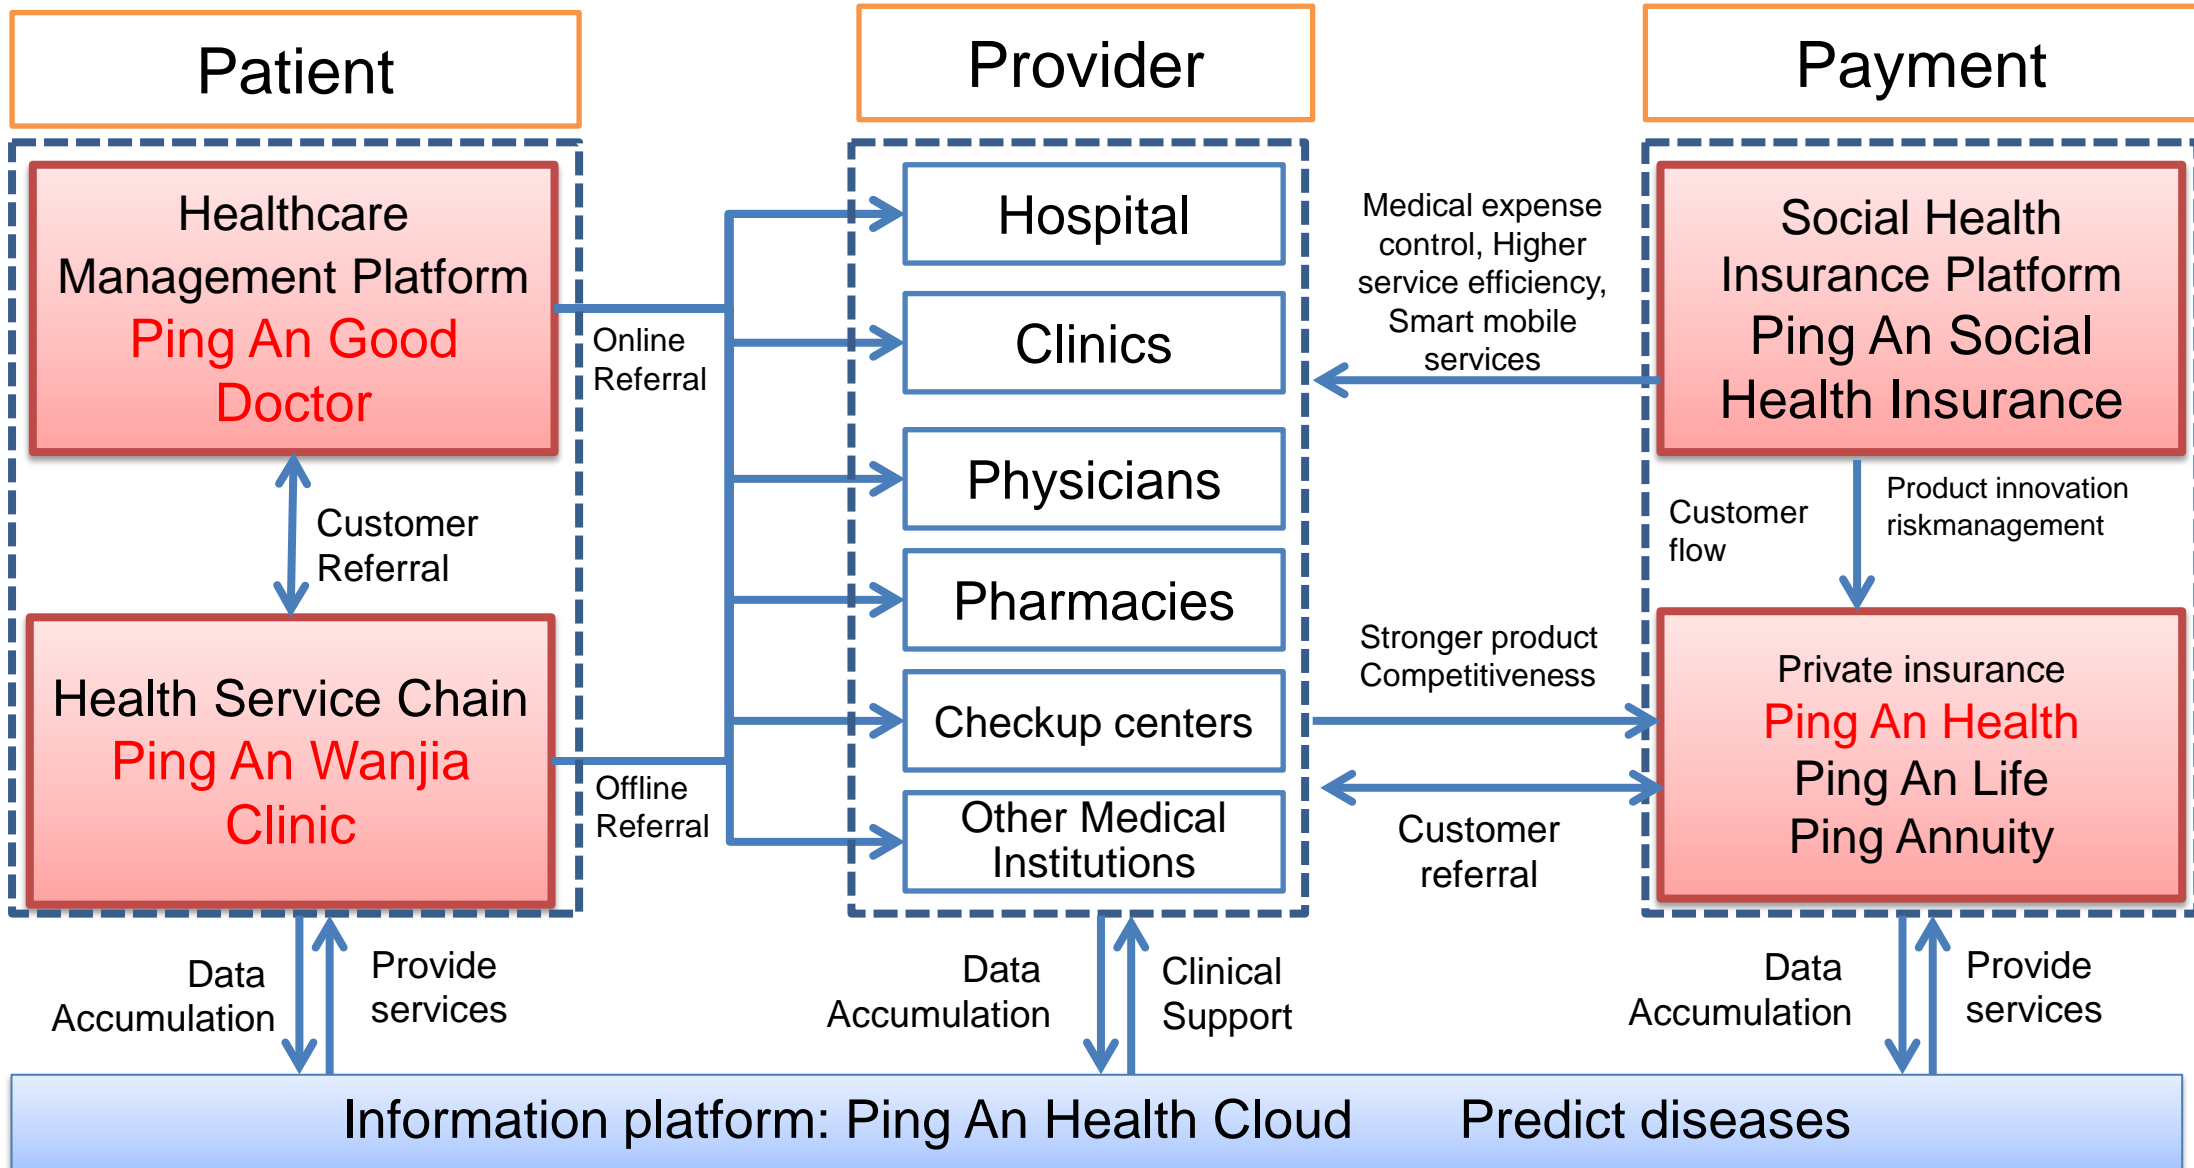 Patient
Provider
Payment
Healthcare
Management Platform
Ping An Good
Doctor
Customer
Referral
Health Service Chain
Ping An Wanjia
Clinic
Online
Referral
Offline
Referral
Hospital
Clinics
Physicians
Pharmacies
Checkup centers
Other Medical
Institutions
Medical expense
control, Higher
service efficiency,
Smart mobile
services
Stronger product
Competitiveness
Customer
referral
Social Health
Insurance Platform
Ping An Social
Health Insurance
Customer
flow
Product innovation
riskmanagement
Private insurance
Ping An Health
Ping An Life
Ping Annuity
Data
Accumulation
Provide
services
Data
Accumulation
Clinical
Support
Data
Accumulation
Provide
services
Information platform: Ping An Health Cloud Predict diseases